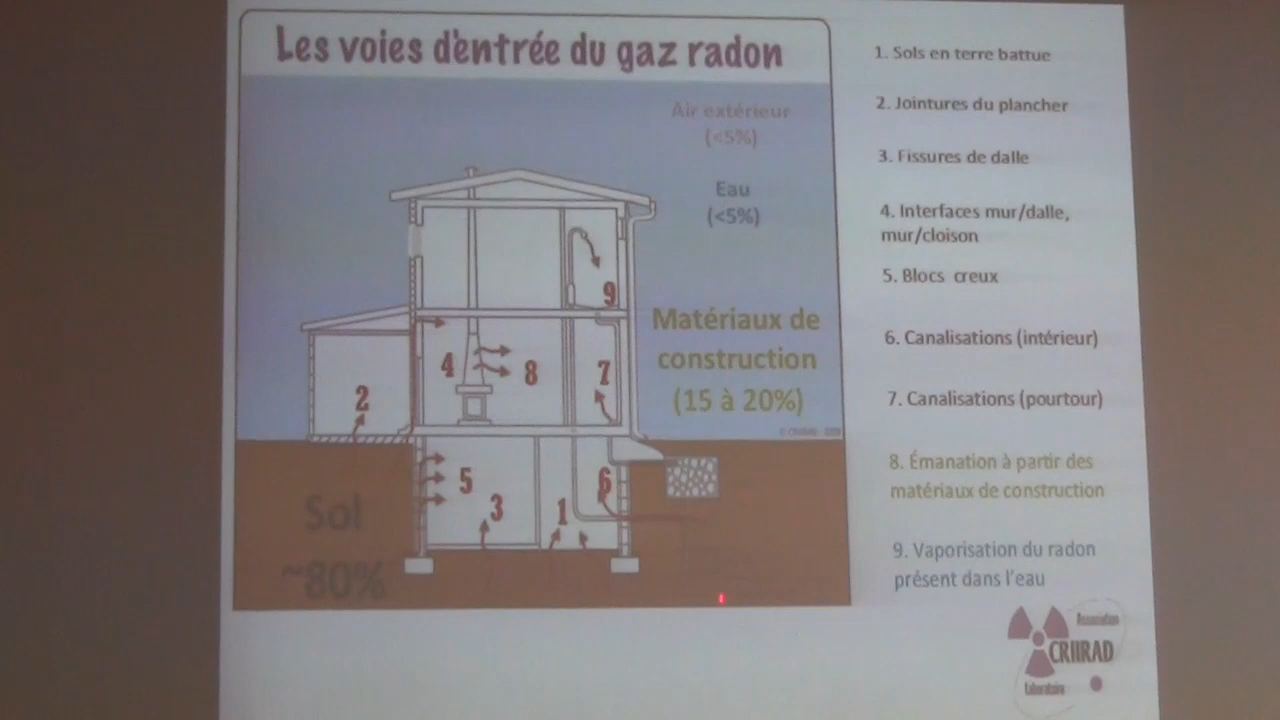 Les voies d'entrée du gaz radon
Air extérieur
(<5%)
Eau
(<5%)
Matériaux de
construction
(15 à 20%)
Sol
~80%
9
4
8
7
2
5
3
1
6
1. Sols en terre battue
2. Jointures du plancher
3. Fissures de dalle
4. Interfaces mur/dalle,
mur/cloison
5. Blocs creux
6. Canalisations (intérieur)
7. Canalisations (pourtour)
8. Émanation à partir des
matériaux de construction
9. Vaporisation du radon
présent dans l'eau
Association
CRIIRAD
Laboratoire